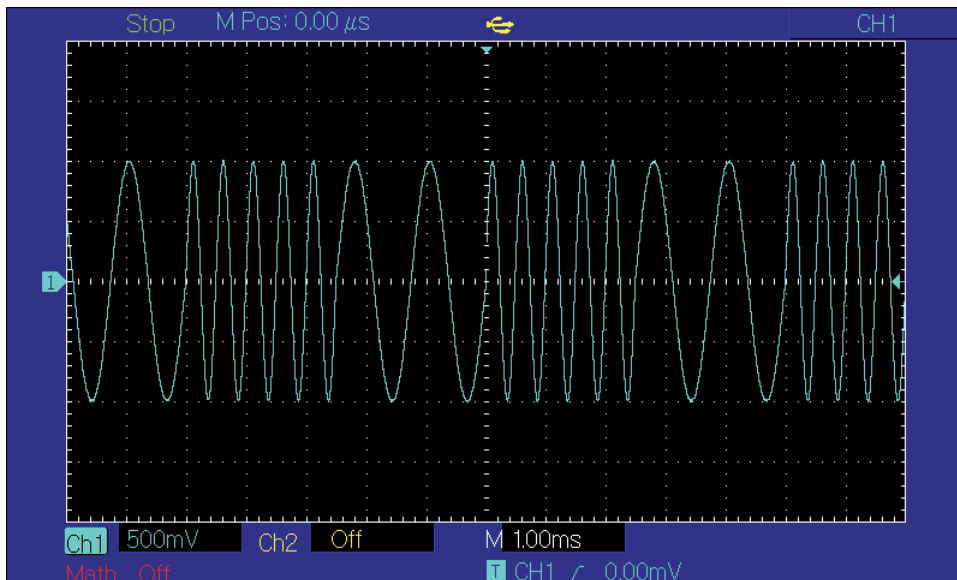 Stop M Pos: 0.00 μs CH1
1
Ch1 500mV Ch2 Off M 1.00ms
Math Off T CH1 0.00mV